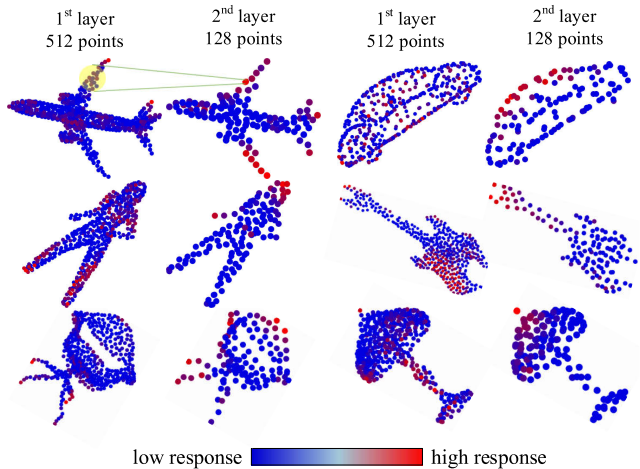 1st layer
512 points
2nd layer
128 points
1st layer
512 points
2nd layer
128 points
low response
high response